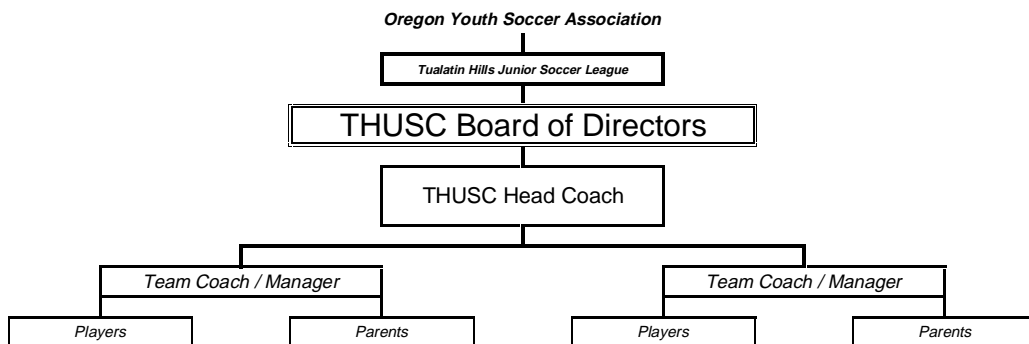 Oregon Youth Soccer Association
Tualatin Hills Junior Soccer League
THUSC Board of Directors
THUSC Head Coach
Team Coach / Manager
Team Coach / Manager
Players
Parents
Players
Parents